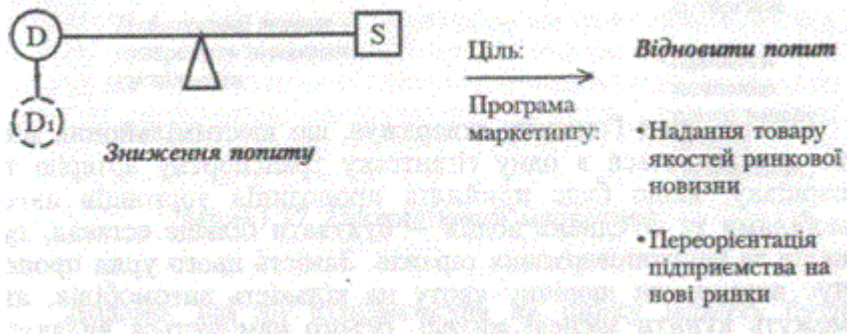 D
S
D₁
Зниження попиту
Ціль:
Програма
маркетингу:
Відновити попит
• Надання товару
якостей ринкової
новизни
• Переорієнтація
підприємства на
нові ринки